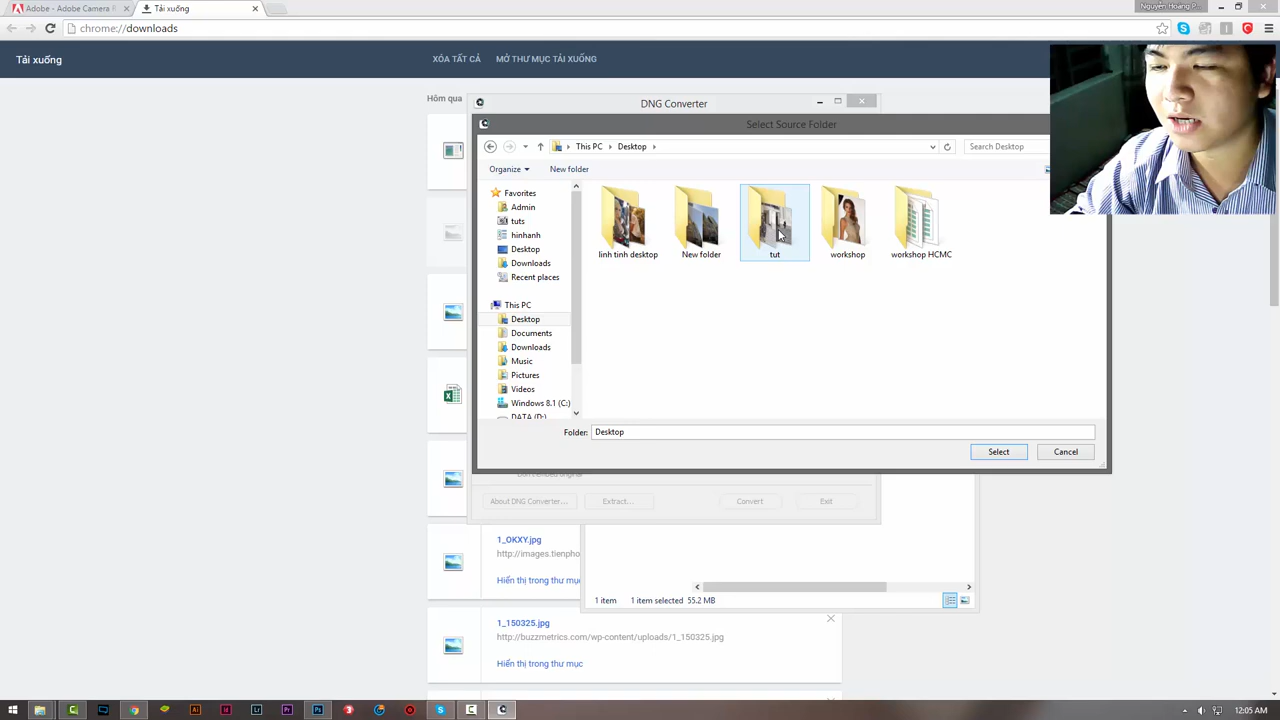 Adobe - Adobe Camera R
Tải xuống
Nguyễn Hoàng P...
chrome://downloads
Tải xuống
XÓA TẤT CẢ
MỞ THƯ MỤC TẢI XUỐNG
Hôm qua
DNG Converter
Select Source Folder
This PC
Desktop
Search Desktop
Organize
New folder
Favorites
Admin
tuts
hinhanh
Desktop
Downloads
Recent places
This PC
Desktop
Documents
Downloads
Music
Pictures
Videos
Windows 8.1 (C:)
DATA (D:)
linh tinh desktop
New folder
tut
workshop
workshop HCMC
Folder:
Desktop
Select
Cancel
About DNG Converter...
Extract...
Convert
Exit
1_OKXY.jpg
http://images.tienpho
Hiển thị trong thư mục
1 item
1 item selected 55.2 MB
1_150325.jpg
http://buzzmetrics.com/wp-content/uploads/1_150325.jpg
Hiển thị trong thư mục
12:05 AM